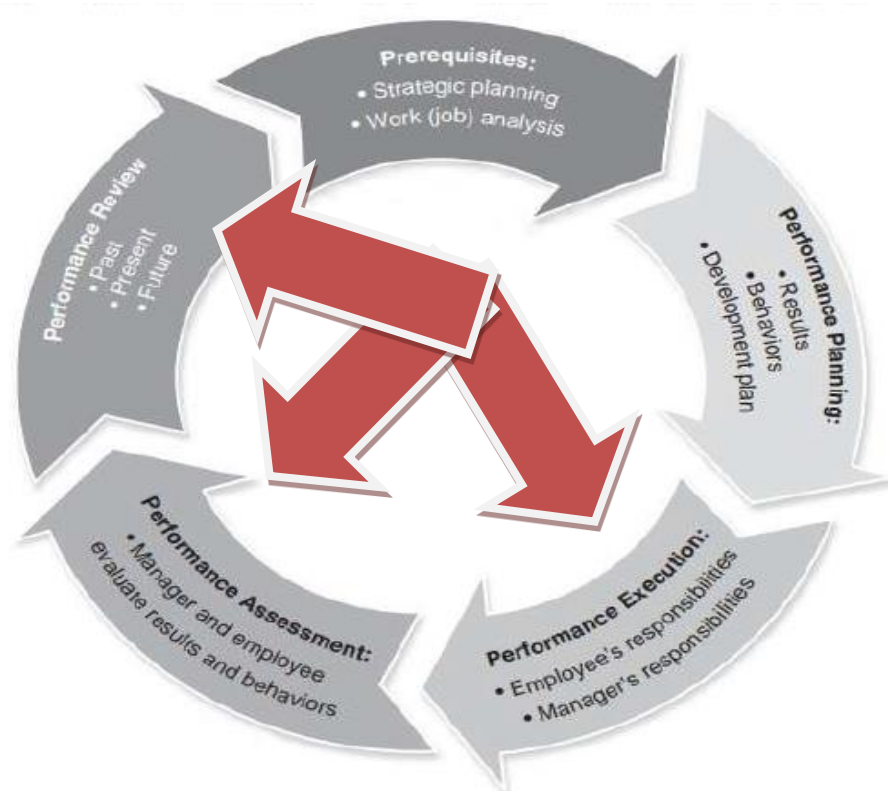 Prerequisites:
• Strategic planning
• Work (job) analysis
Performance Planning:
• Results
• Behaviors
• Development plan
Performance Execution:
• Employee's responsibilities
• Manager's responsibilities
Performance Assessment:
• Manager and employee
evaluate results and behaviors
Performance Review
• Past
• Present
• Future